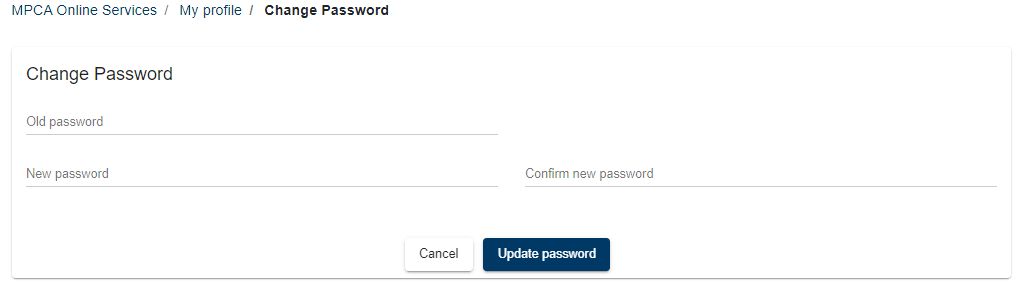 MPCA Online Services / My profile / Change Password
Change Password
Old password
New password Confirm new password
Cancel Update password